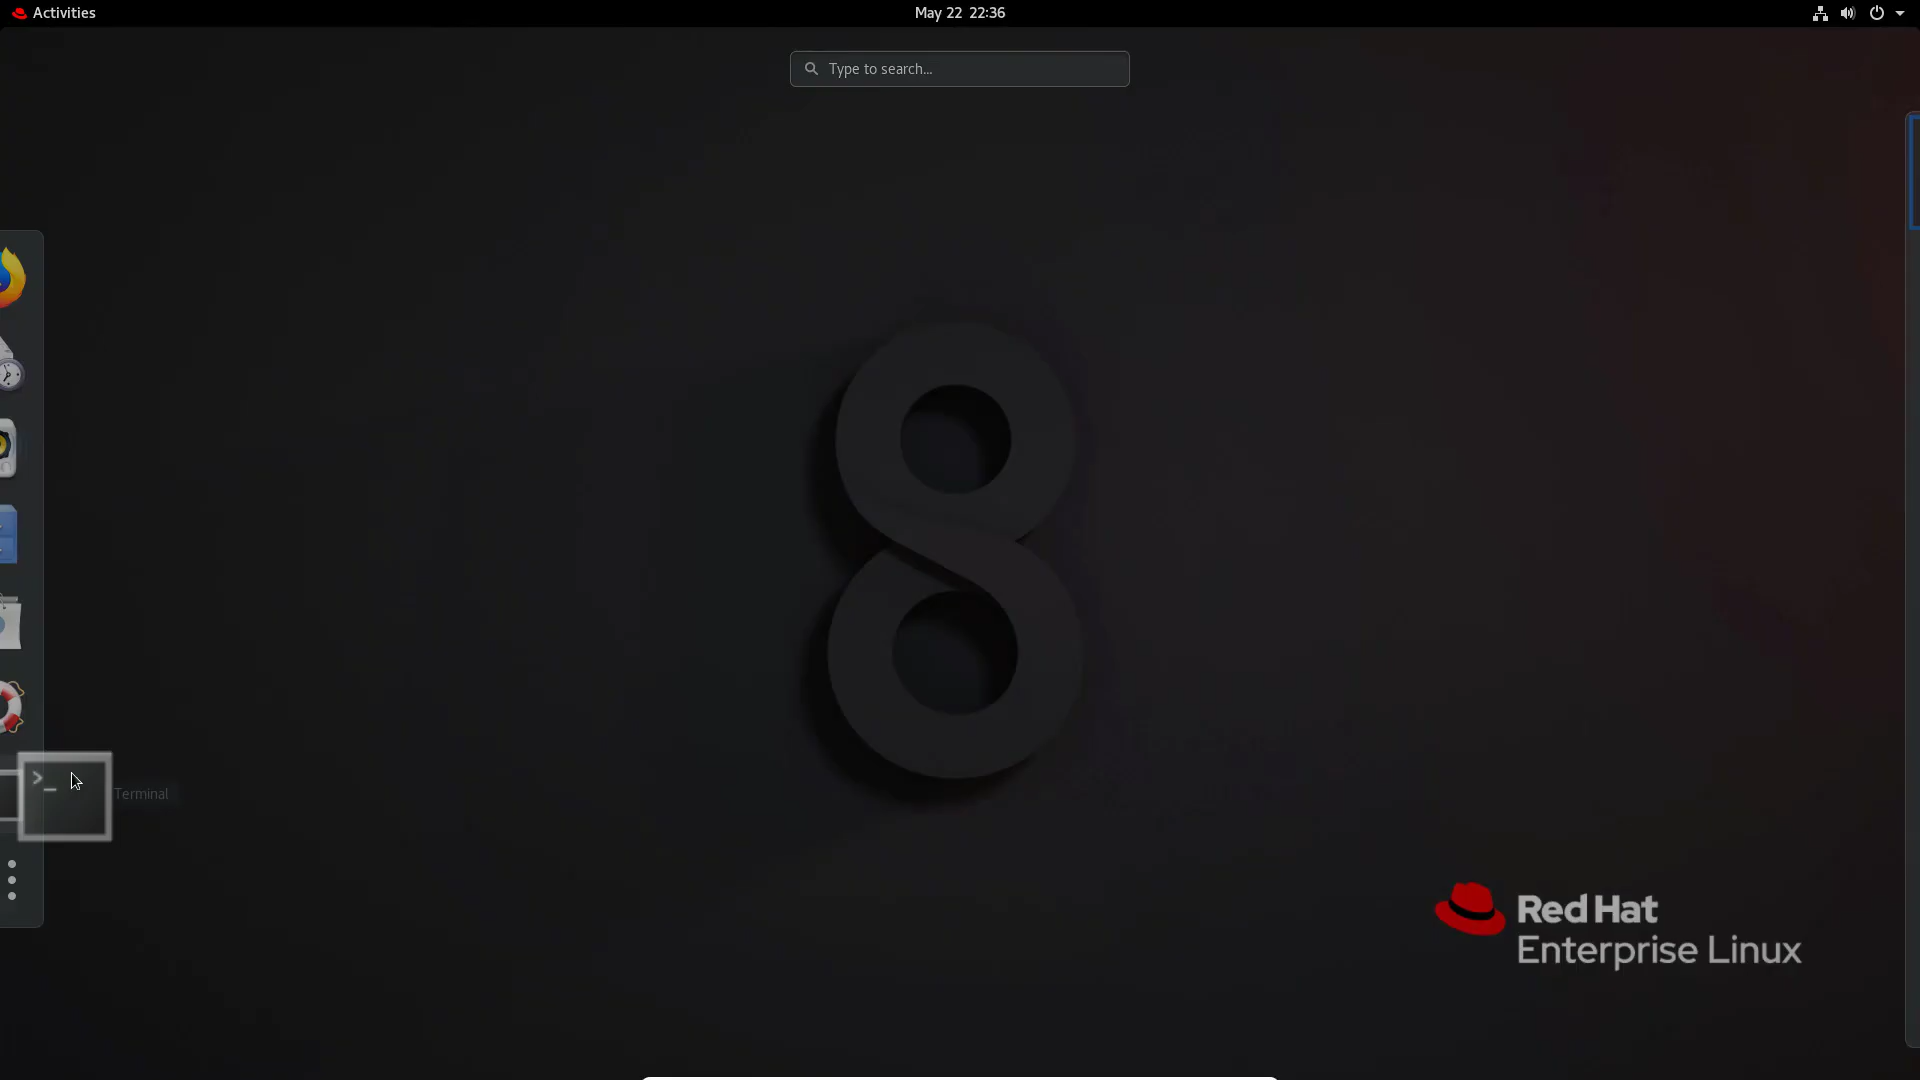 Activities
May 22 22:36
Type to search...
>_
Terminal
8
Red Hat
Enterprise Linux